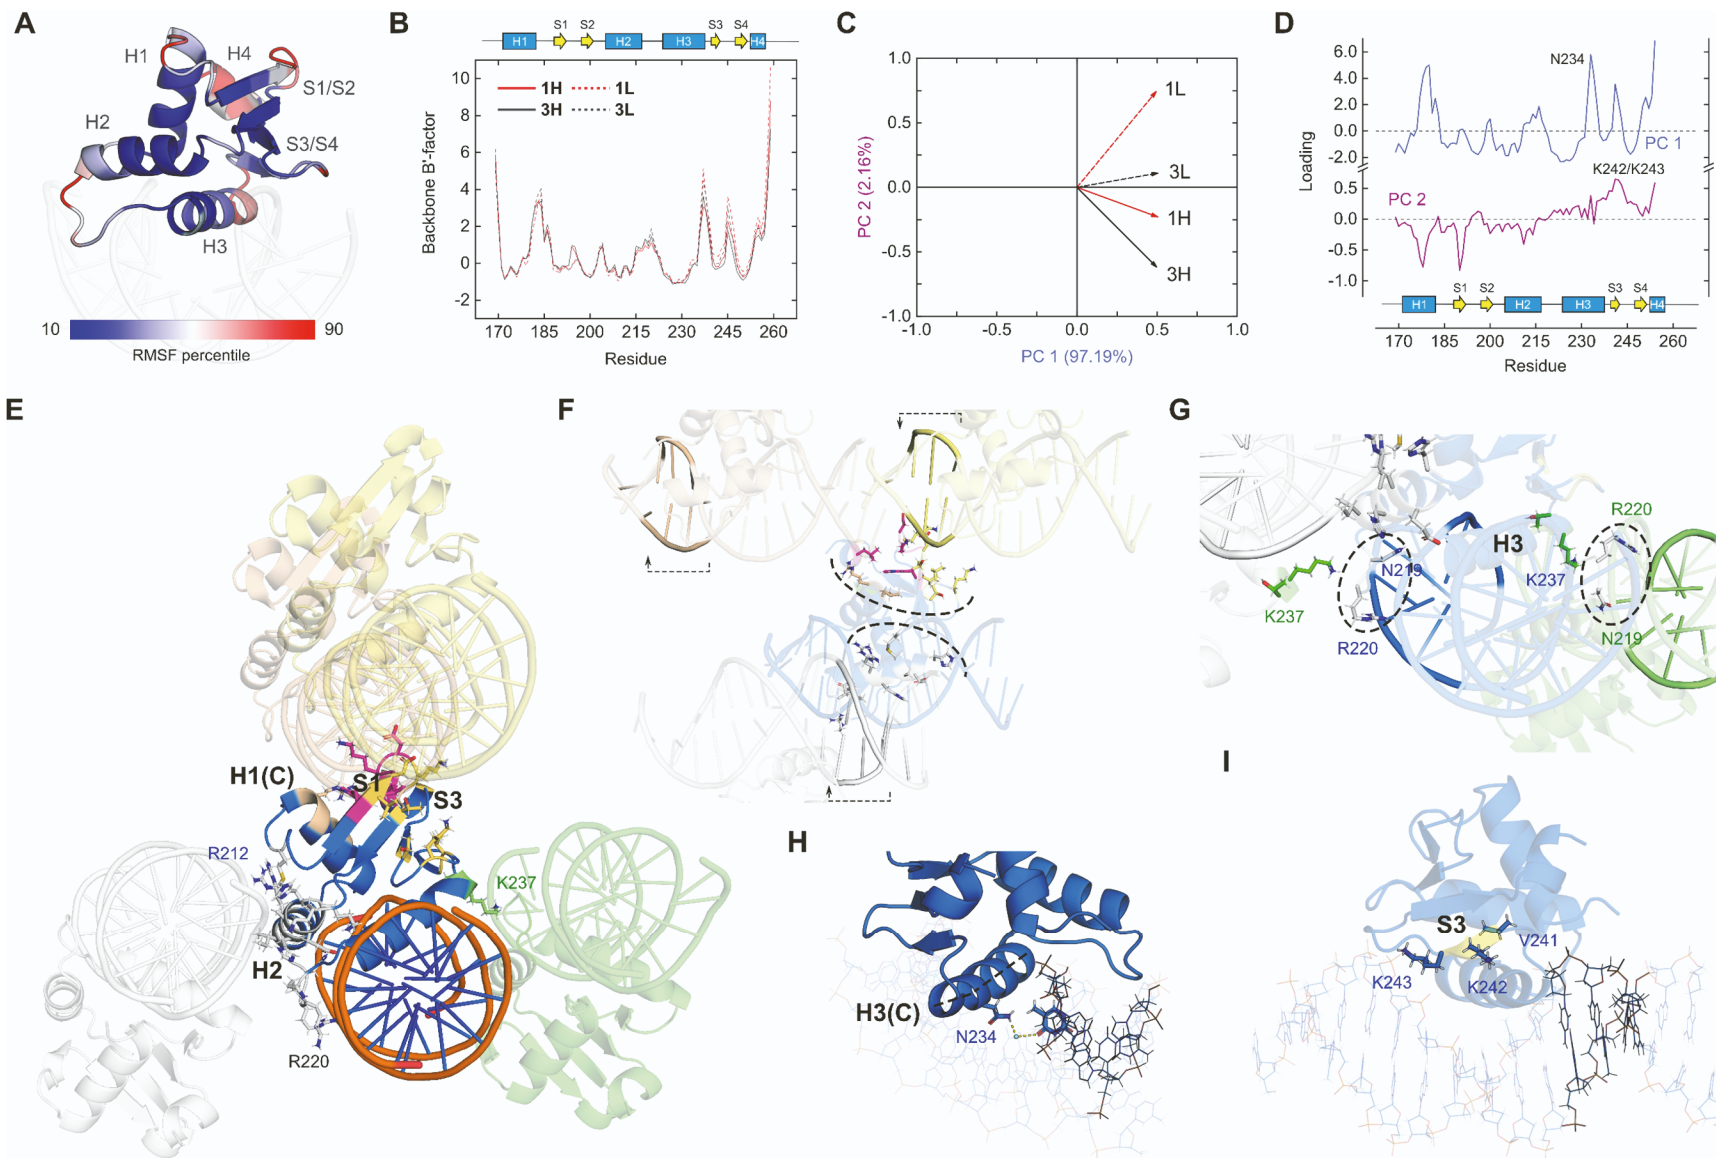 A
H1
H4
S1/S2
H2
S3/S4
H3
10
90
RMSF percentile
B
S1 S2 S3 S4
H1 H2 H3 H4
10
8
6
4
2
0
-2
Backbone B'-factor
1H 1L
3H 3L
170 185 200 215 230 245 260
Residue
C
1.0
0.5
0.0
-0.5
-1.0
PC 2 (2.16%)
1L
3L
1H
3H
-1.0 -0.5 0.0 0.5 1.0
PC 1 (97.19%)
D
6.0
4.0
2.0
0.0
-2.0
0.5
0.0
-1.0
Loading
N234
PC 1
K242/K243
PC 2
S1 S2 S3 S4
H1 H2 H3 H4
170 185 200 215 230 245 260
Residue
E
H1(C)
S1
S3
R212
K237
H2
R220
F
G
R220
H3
N219
K237
K237
R220
N219
H
H3(C)
N234
I
S3
V241
K243
K242